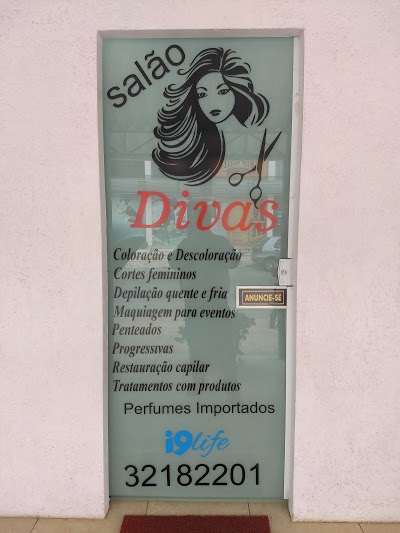 salão
Divas
Coloração e Descoloração
Cortes femininos
Depilação quente e fria
ANUNCIE-SE
Maquiagem para eventos
Penteados
Progressivas
Restauração capilar
Tratamentos com produtos
Perfumes Importados
i9life
32182201